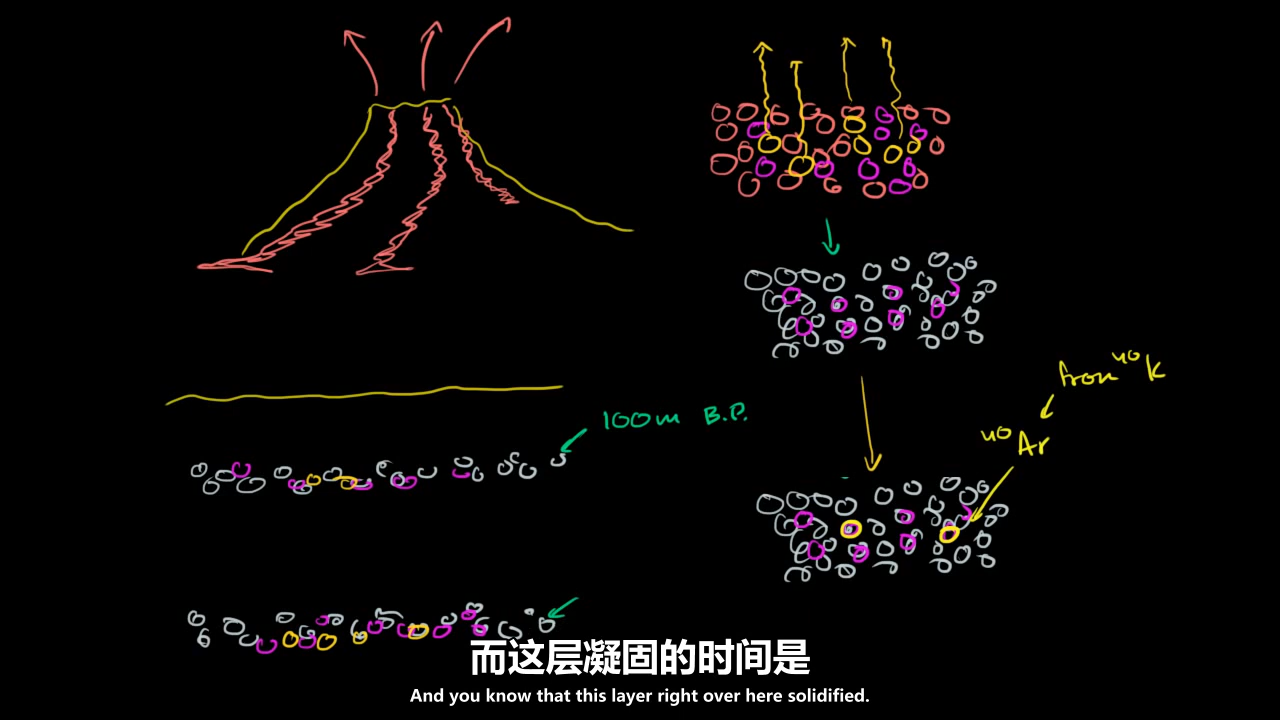 from ⁴⁰K
100m B.P.
⁴⁰Ar
而这层凝固的时间是
And you know that this layer right over here solidified.